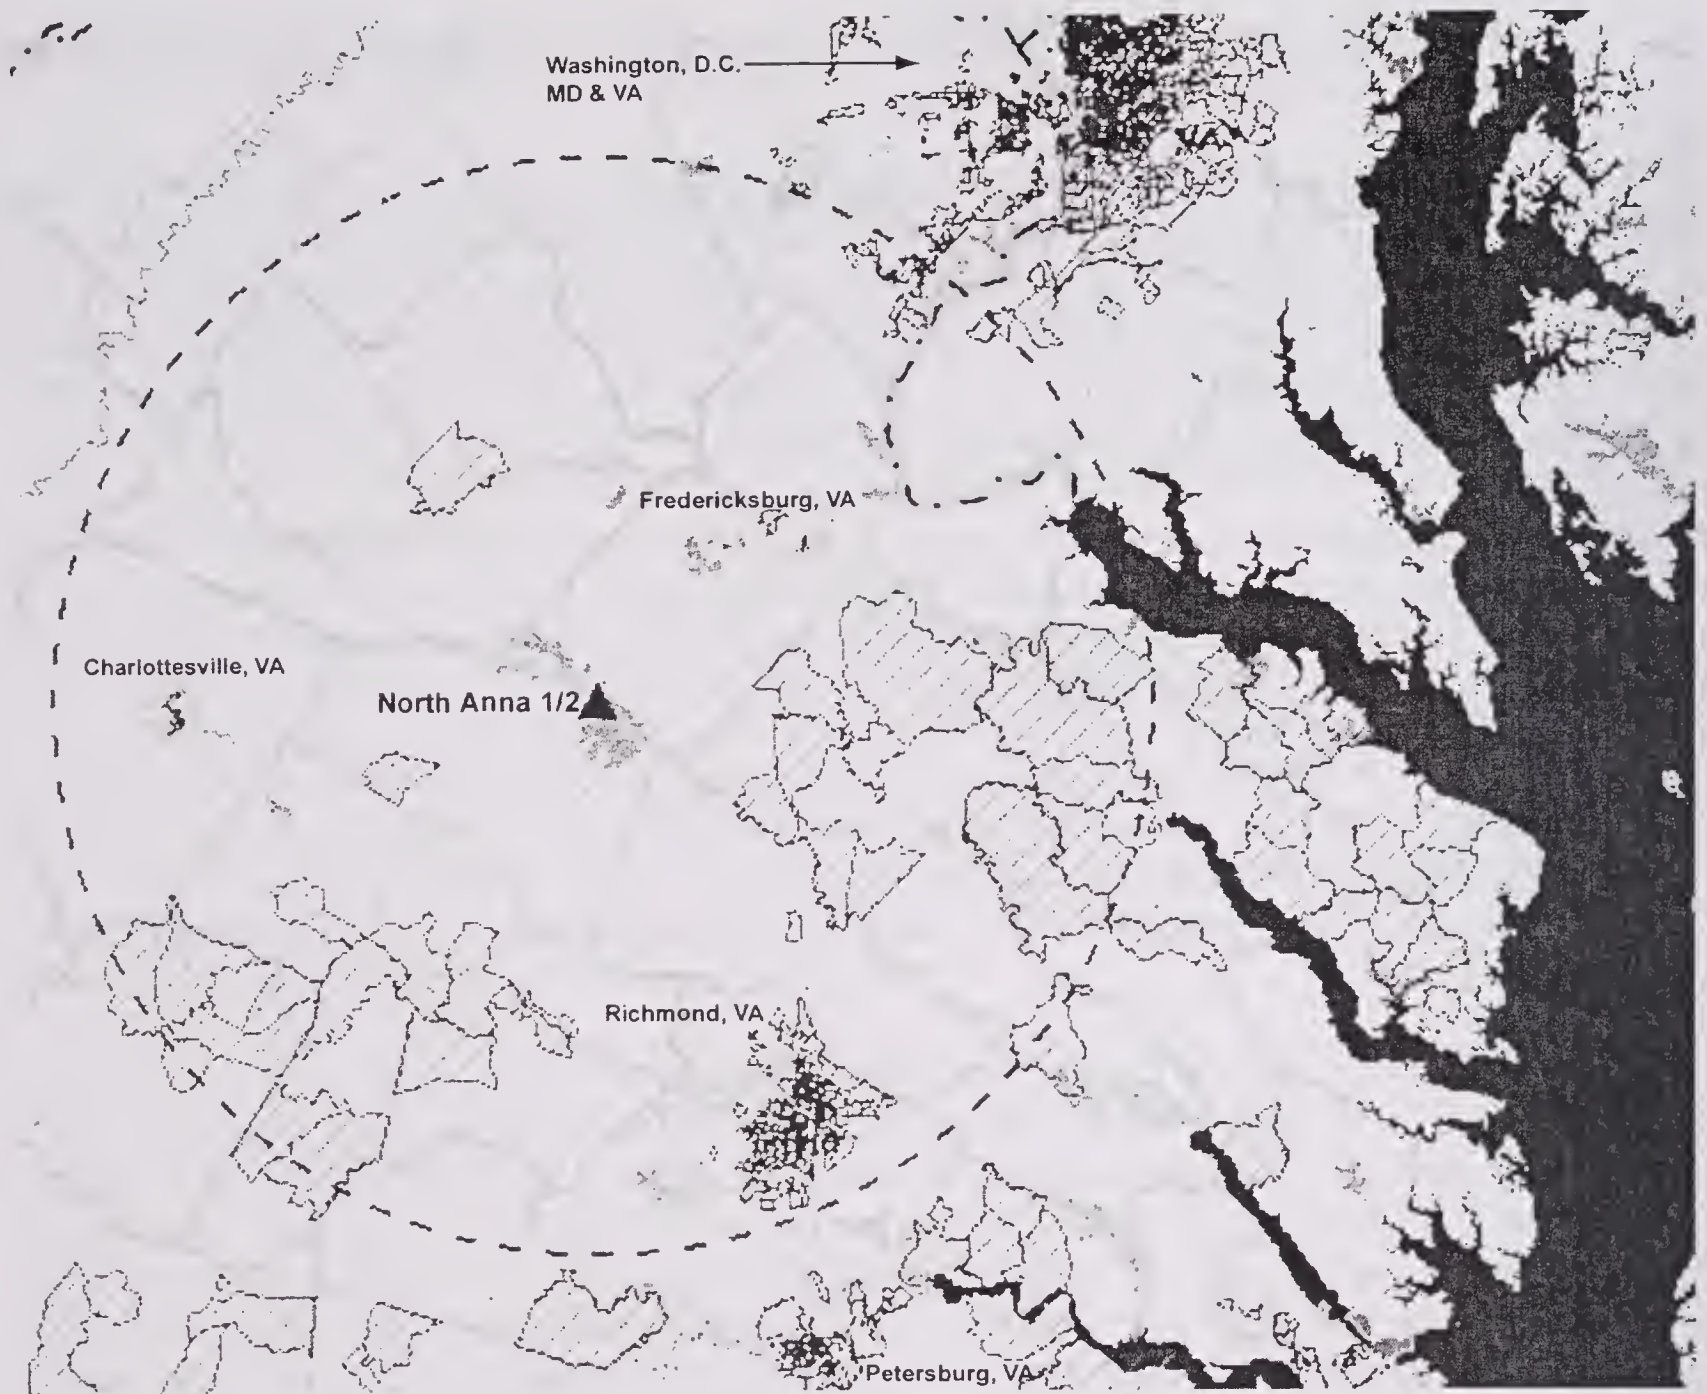 Washington, D.C.
MD & VA
Fredericksburg, VA
Charlottesville, VA
North Anna 1/2
Richmond, VA
Petersburg, VA